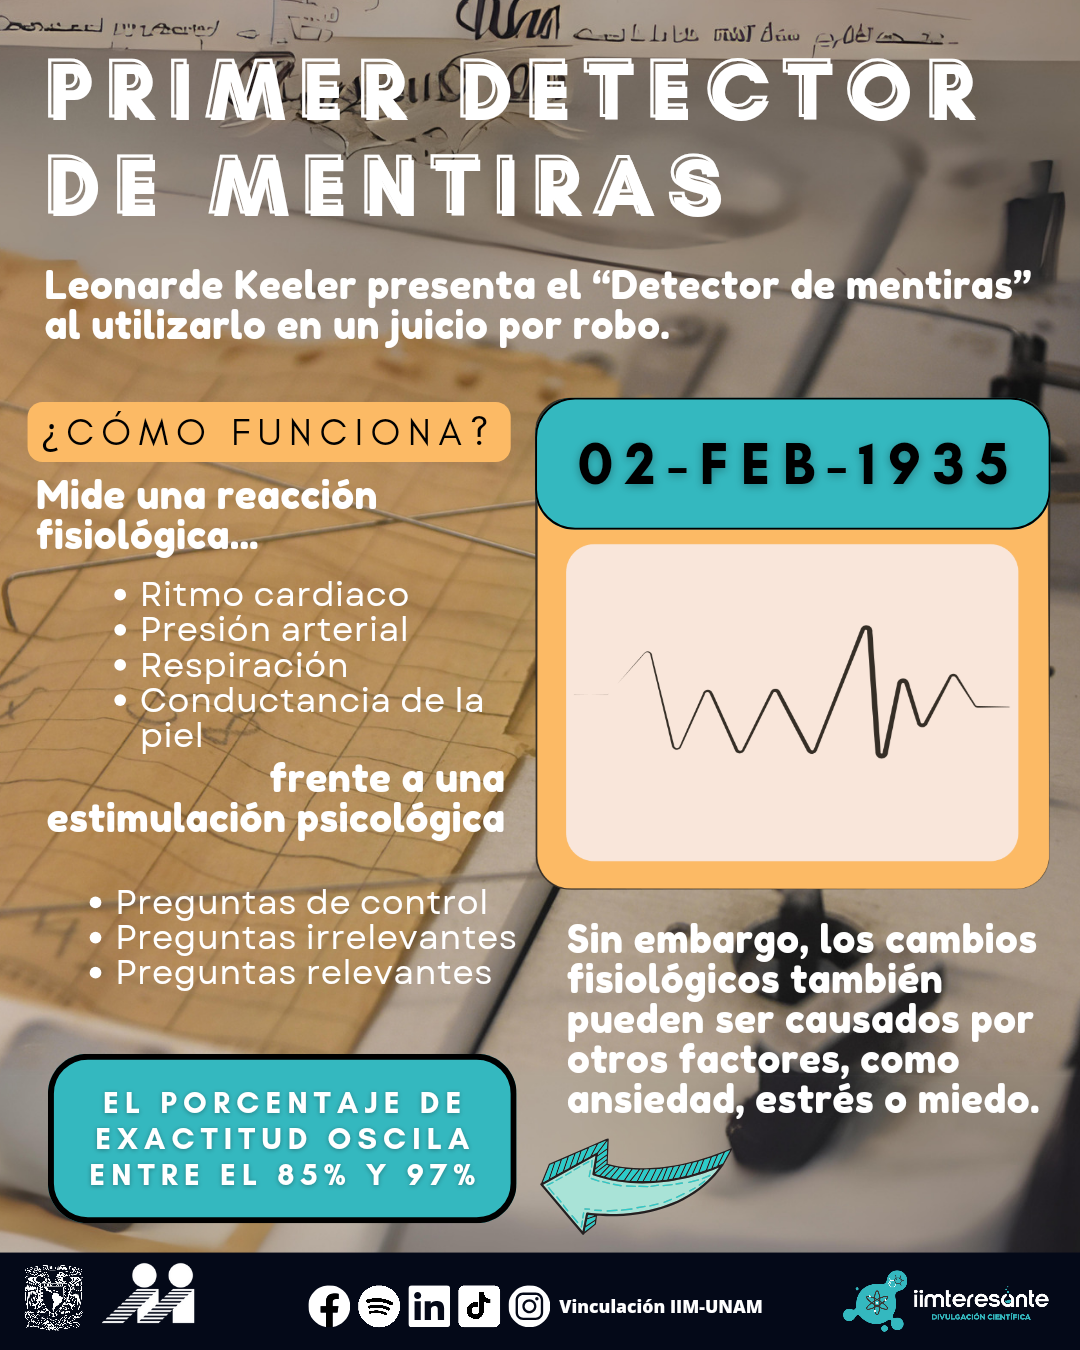 PRIMER DETECTOR
DE MENTIRAS
Leonarde Keeler presenta el “Detector de mentiras”
al utilizarlo en un juicio por robo.
¿CÓMO FUNCIONA?
Mide una reacción
fisiológica...
• Ritmo cardiaco
• Presión arterial
• Respiración
• Conductancia de la
piel
frente a una
estimulación psicológica
• Preguntas de control
• Preguntas irrelevantes
• Preguntas relevantes
EL PORCENTAJE DE
EXACTITUD OSCILA
ENTRE EL 85% Y 97%
02-FEB-1935
Sin embargo, los cambios
fisiológicos también
pueden ser causados por
otros factores, como
ansiedad, estrés o miedo.
Vinculación IIM-UNAM
iimteresante
DIVULGACIÓN CIENTÍFICA